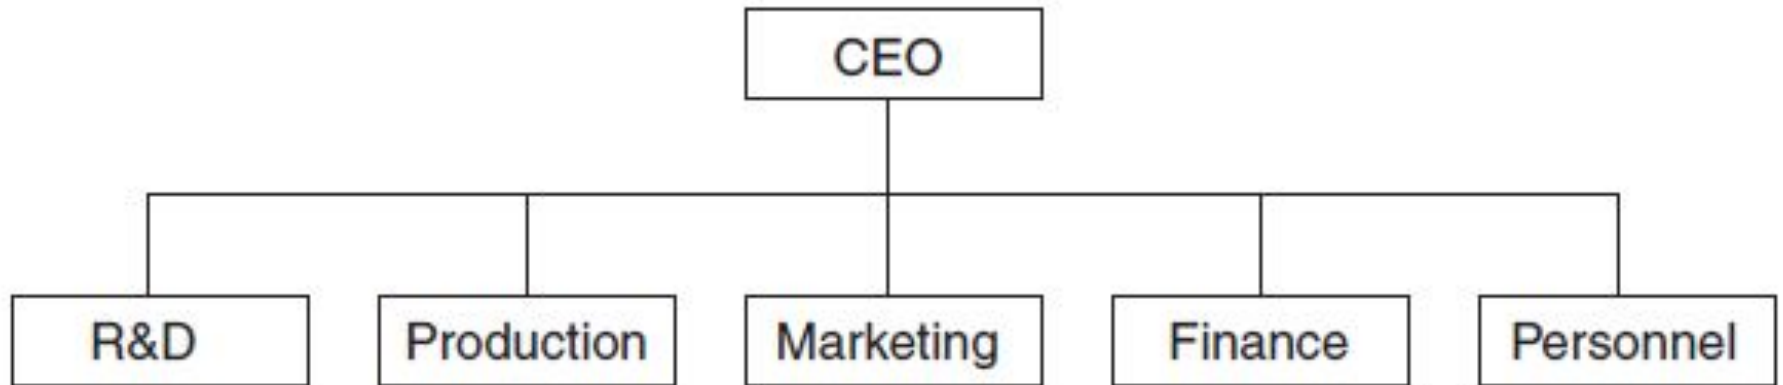 CEO
R&D
Production
Marketing
Finance
Personnel